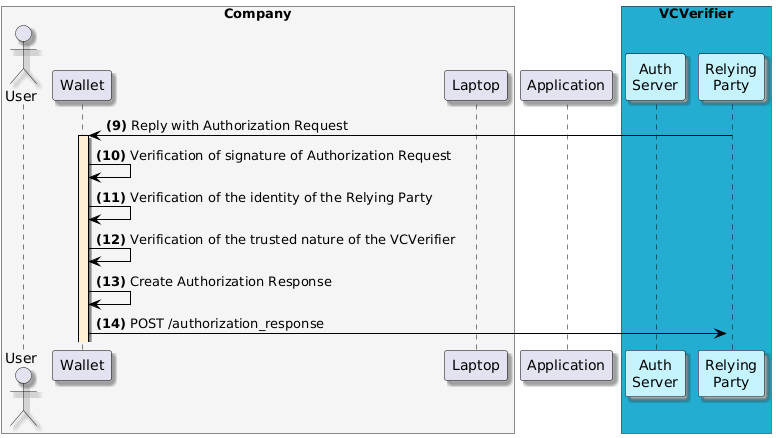 Company
VCVerifier
User
Wallet
Laptop
Application
Auth
Server
Relying
Party
(9) Reply with Authorization Request
(10) Verification of signature of Authorization Request
(11) Verification of the identity of the Relying Party
(12) Verification of the trusted nature of the VCVerifier
(13) Create Authorization Response
(14) POST /authorization_response
User
Wallet
Laptop
Application
Auth
Server
Relying
Party